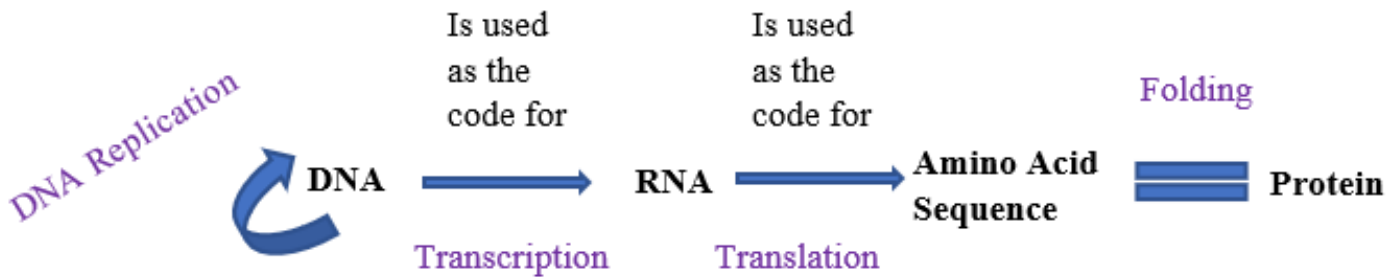 DNA Replication
Is used
as the
code for
Is used
as the
code for
Folding
DNA
RNA
Amino Acid
Sequence
Protein
Transcription
Translation